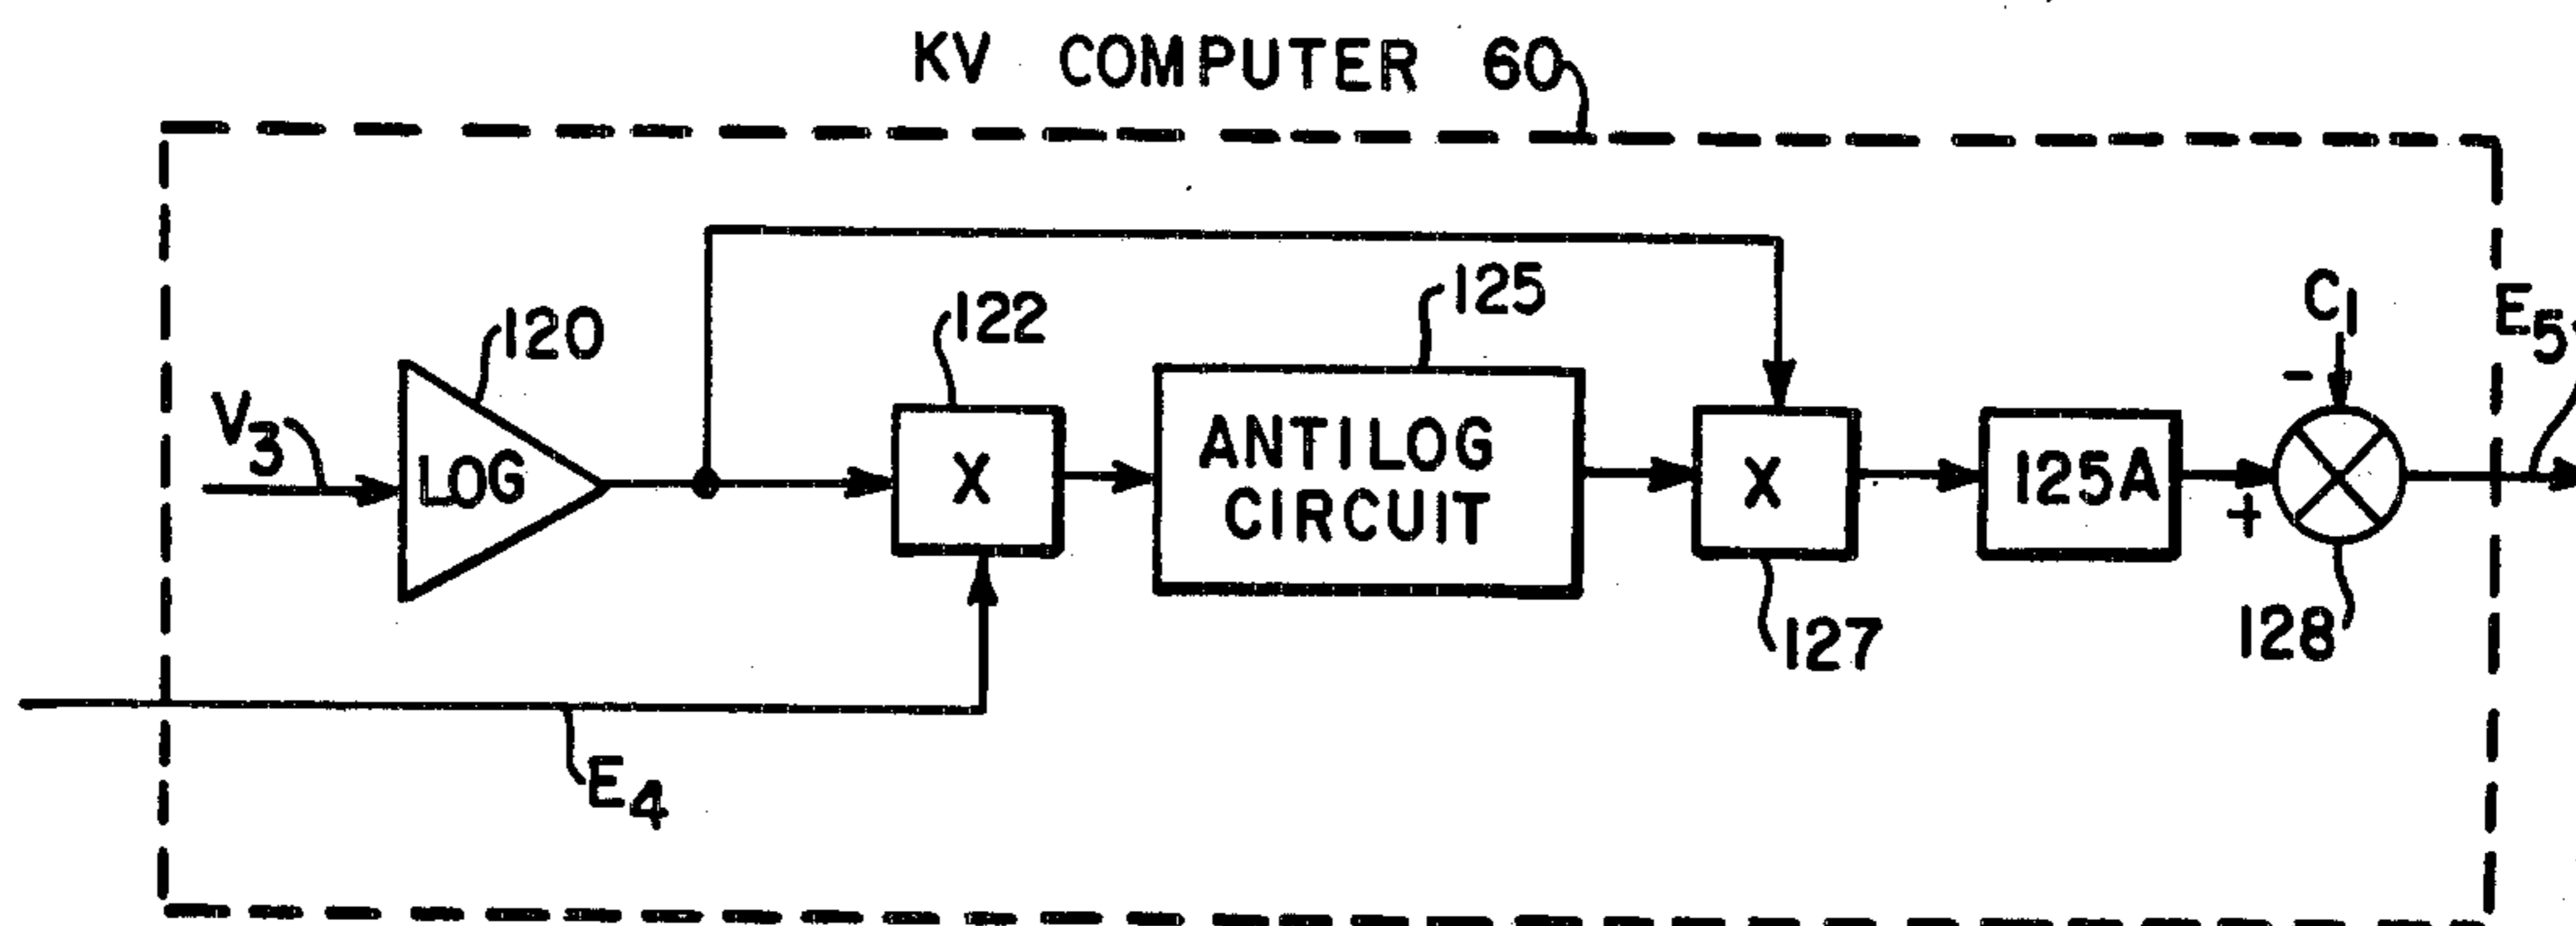 KV COMPUTER 60
120
122
125
C1
E5
V3
LOG
X
ANTILOG
CIRCUIT
X
125A
-
+
127
128
E4